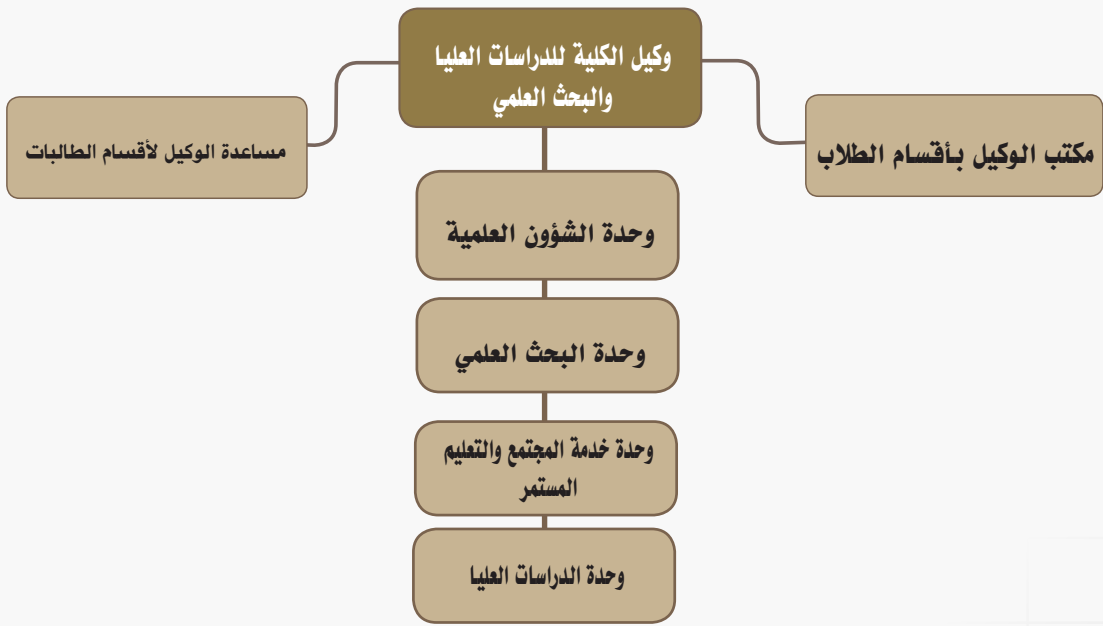 وكيل الكلية للدراسات العليا
والبحث العلمي
مكتب الوكيل بأقسام الطلاب
مساعدة الوكيل لأقسام الطالبات
وحدة الشؤون العلمية
وحدة البحث العلمي
وحدة خدمة المجتمع والتعليم
المستمر
وحدة الدراسات العليا